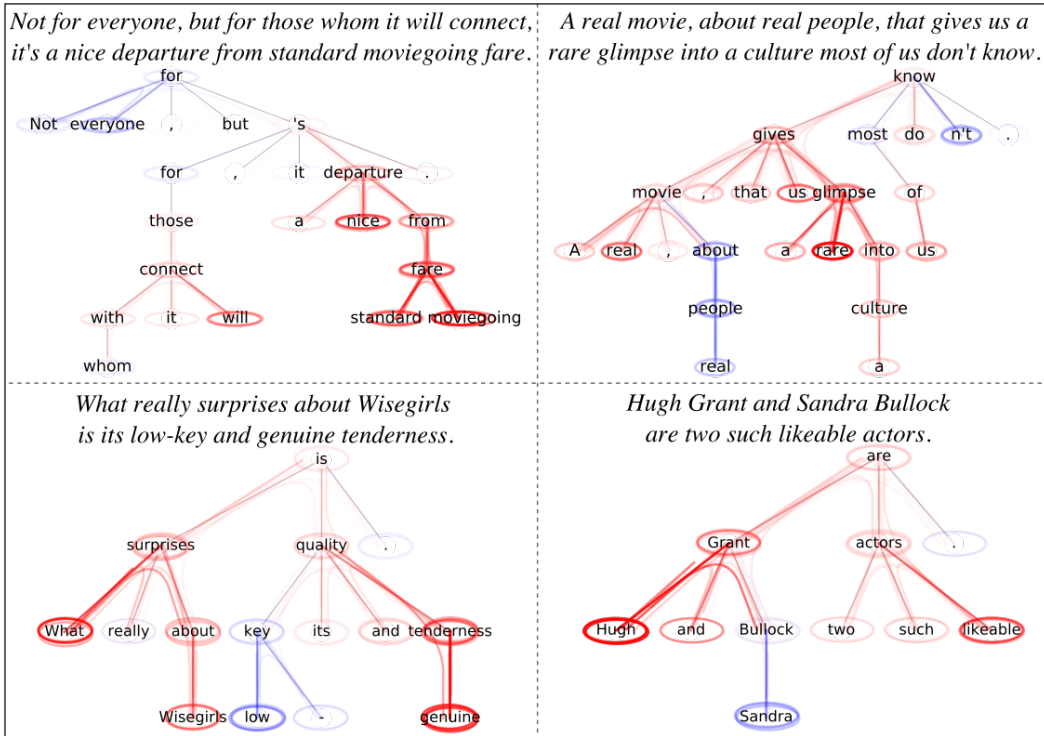 Not for everyone, but for those whom it will connect,
it's a nice departure from standard moviegoing fare.
for
Not everyone , but 's
for , it departure .
those a nice from
connect fare
with it will standard moviegoing
whom
A real movie, about real people, that gives us a
rare glimpse into a culture most of us don't know.
know
gives most do n't .
movie , that us glimpse of
A real , about a rare into us
people culture
real a
What really surprises about Wisegirls
is its low-key and genuine tenderness.
is
surprises quality .
What really about key its and tenderness
Wisegirls low - genuine
Hugh Grant and Sandra Bullock
are two such likeable actors.
are
Grant actors .
Hugh and Bullock two such likeable
Sandra